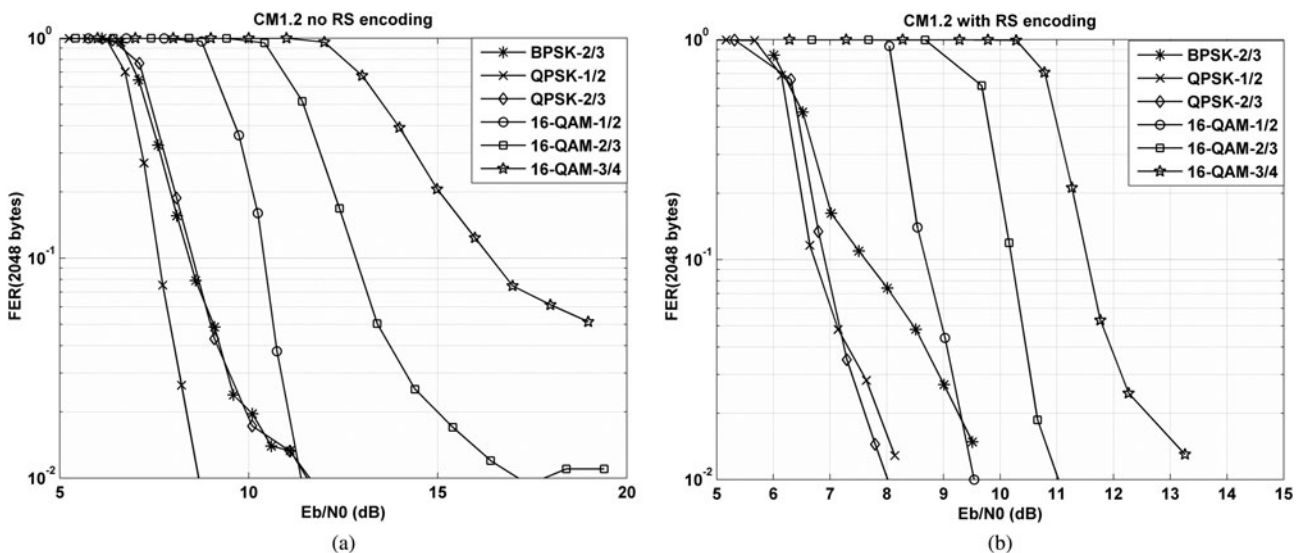 CM1.2 no RS encoding
FER(2048 bytes)
10^0
10^-1
10^-2
BPSK-2/3
QPSK-1/2
QPSK-2/3
16-QAM-1/2
16-QAM-2/3
16-QAM-3/4
5 10 15 20
Eb/N0 (dB)
(a)
CM1.2 with RS encoding
FER(2048 bytes)
10^0
10^-1
10^-2
BPSK-2/3
QPSK-1/2
QPSK-2/3
16-QAM-1/2
16-QAM-2/3
16-QAM-3/4
5 6 7 8 9 10 11 12 13 14 15
Eb/N0 (dB)
(b)